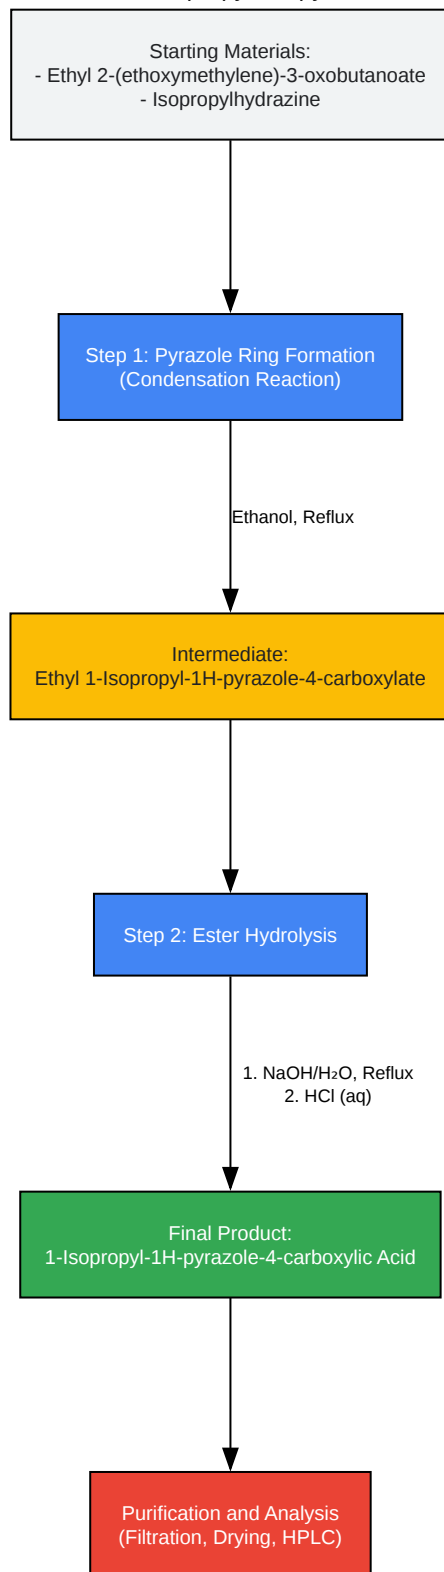 Starting Materials:
- Ethyl 2-(ethoxymethylene)-3-oxobutanoate
- Isopropylhydrazine
Step 1: Pyrazole Ring Formation
(Condensation Reaction)
Ethanol, Reflux
Intermediate:
Ethyl 1-Isopropyl-1H-pyrazole-4-carboxylate
Step 2: Ester Hydrolysis
1. NaOH/H₂O, Reflux
2. HCl (aq)
Final Product:
1-Isopropyl-1H-pyrazole-4-carboxylic Acid
Purification and Analysis
(Filtration, Drying, HPLC)